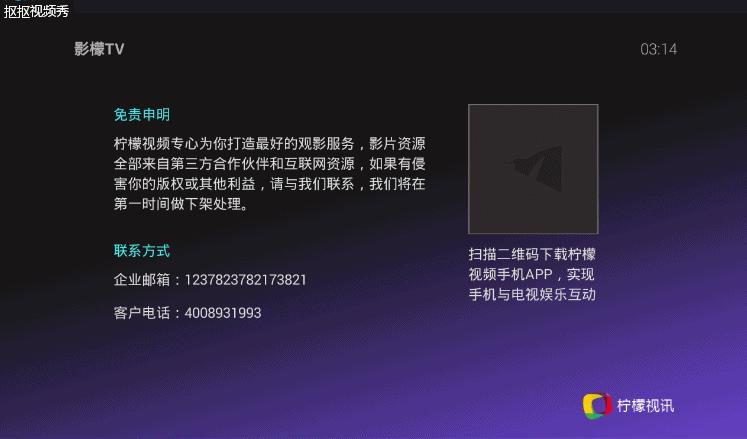 抠抠视频秀
影檬TV
03:14
免责申明
柠檬视频专心为你打造最好的观影服务，影片资源
全部来自第三方合作伙伴和互联网资源，如果有侵
害你的版权或其他利益，请与我们联系，我们将在
第一时间做下架处理。
联系方式
企业邮箱：1237823782173821
客户电话：4008931993
扫描二维码下载柠檬
视频手机APP，实现
手机与电视娱乐互动
柠檬视讯